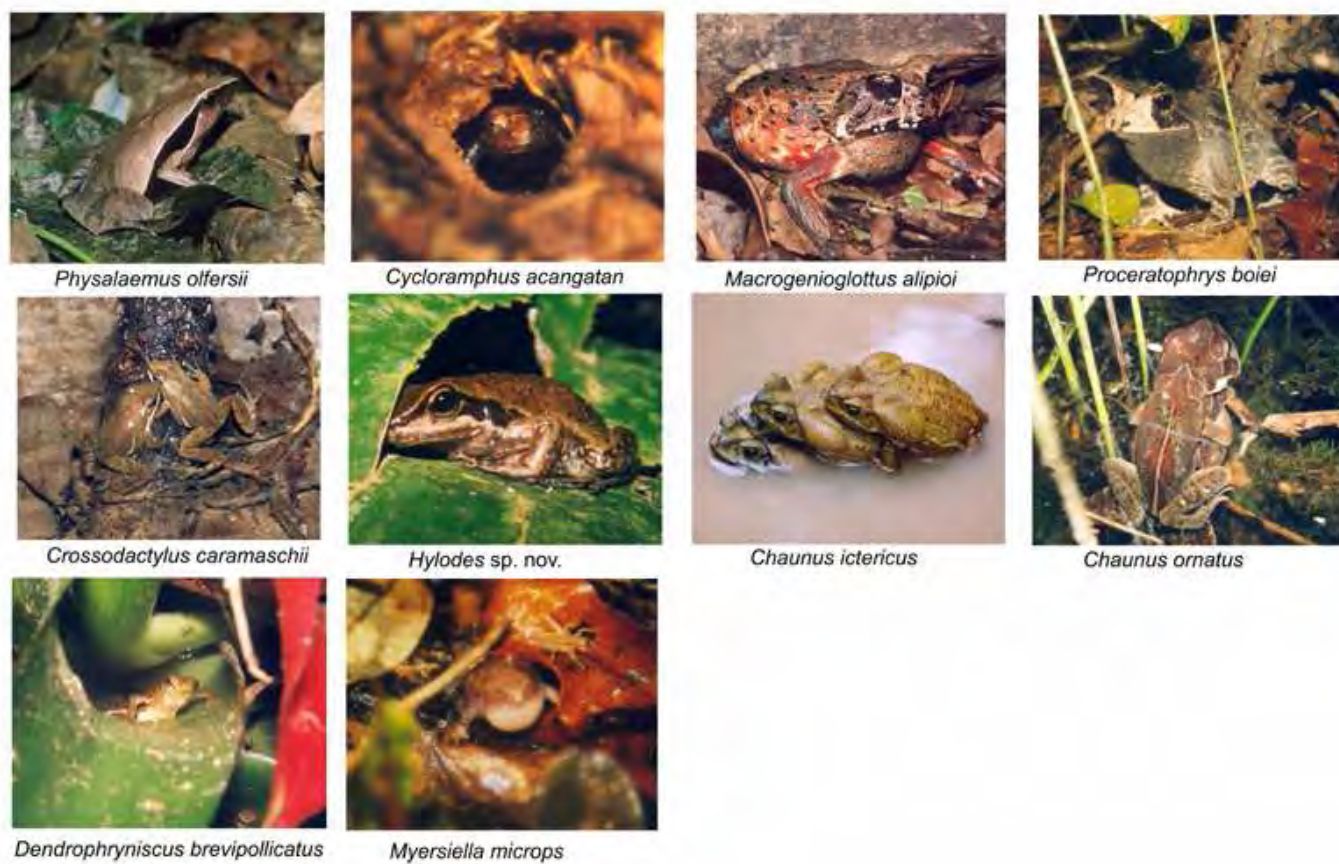 Physalaemus olfersii
Cycloramphus acangatan
Macrogenioglottus alipioi
Proceratophrys boiei
Crossodactylus caramaschii
Hylodes sp. nov.
Chaunus ictericus
Chaunus ornatus
Dendrophryniscus brevipollicatus
Myersiella microps